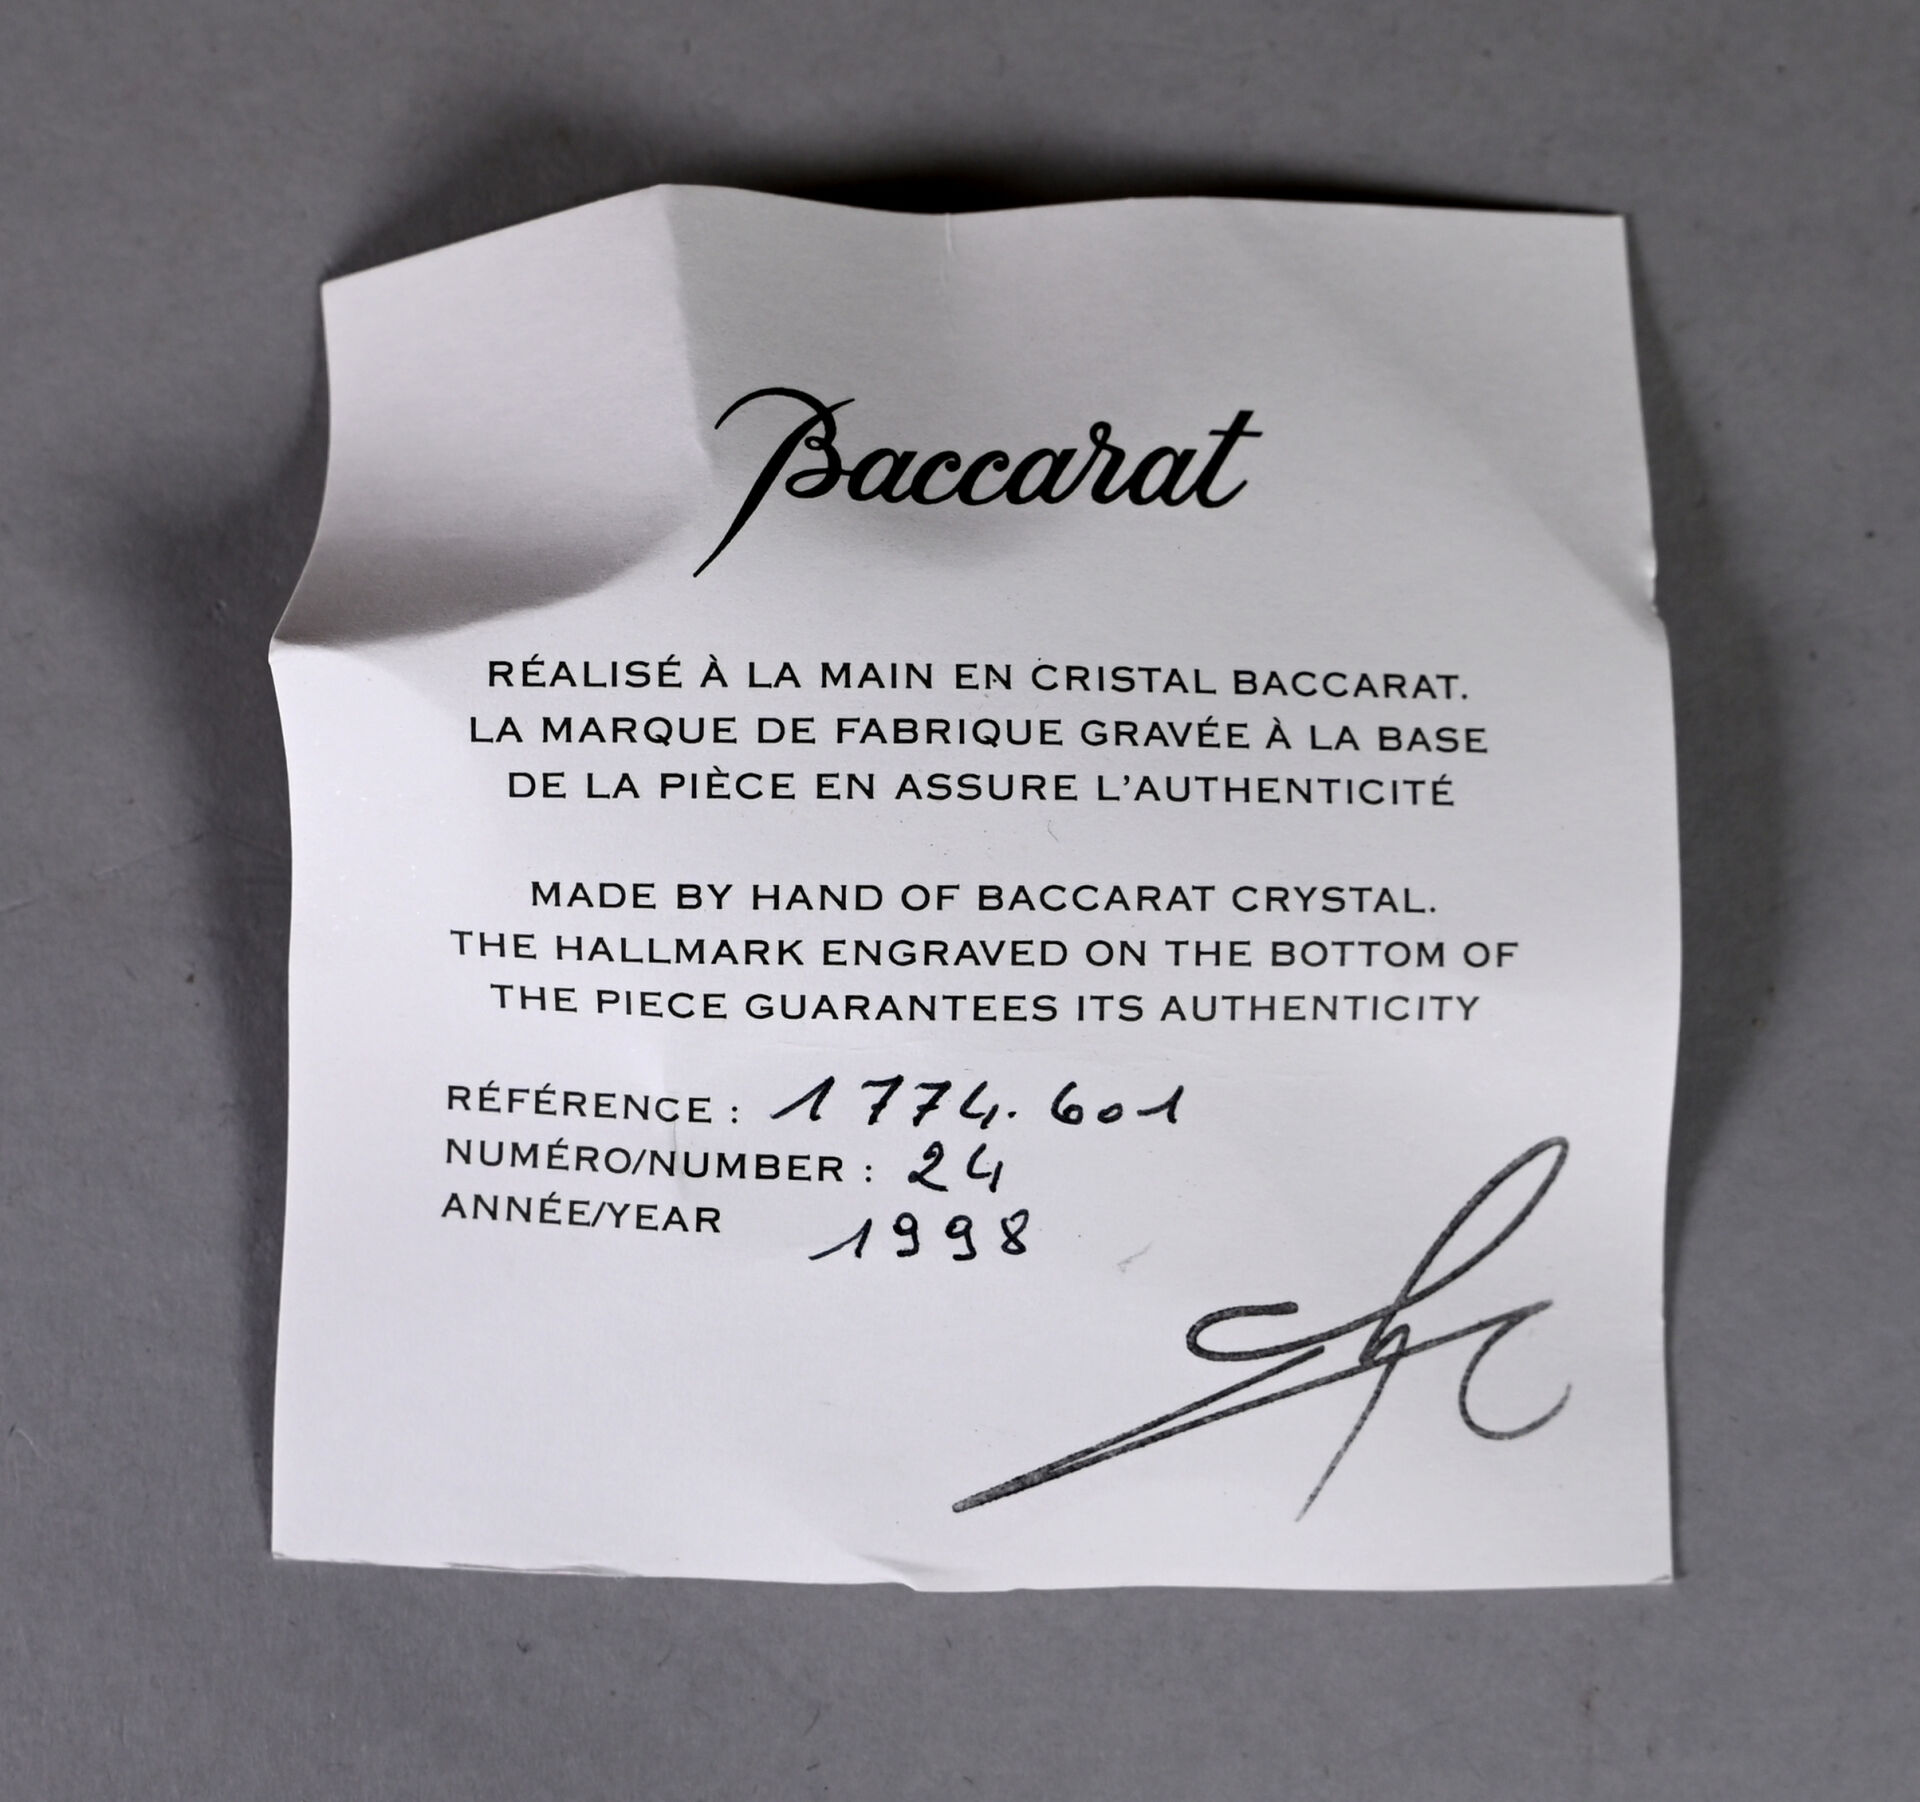 Baccarat
RÉALISÉ À LA MAIN EN CRISTAL BACCARAT.
LA MARQUE DE FABRIQUE GRAVÉE À LA BASE
DE LA PIÈCE EN ASSURE L'AUTHENTICITÉ
MADE BY HAND OF BACCARAT CRYSTAL.
THE HALLMARK ENGRAVED ON THE BOTTOM OF
THE PIECE GUARANTEES ITS AUTHENTICITY
RÉFÉRENCE : 1774.601
NUMÉRO/NUMBER : 24
ANNÉE/YEAR 1998